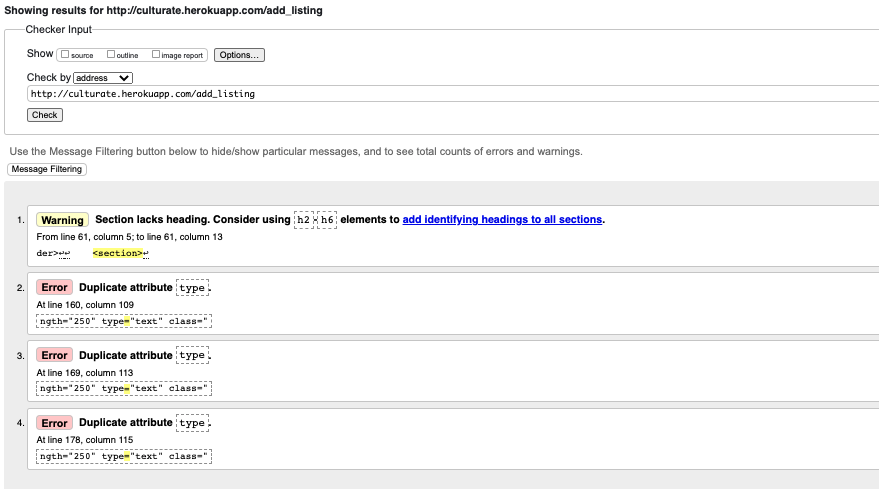 Showing results for http://culturate.herokuapp.com/add_listing
Checker Input
Show source outline image report Options...
Check by address
http://culturate.herokuapp.com/add_listing
Check
Use the Message Filtering button below to hide/show particular messages, and to see total counts of errors and warnings.
Message Filtering
1. Warning Section lacks heading. Consider using h2-h6 elements to add identifying headings to all sections.
From line 61, column 5; to line 61, column 13
der>↩↩ <section>↩
2. Error Duplicate attribute type.
At line 160, column 109
ngth="250" type="text" class="
3. Error Duplicate attribute type.
At line 169, column 113
ngth="250" type="text" class="
4. Error Duplicate attribute type.
At line 178, column 115
ngth="250" type="text" class="